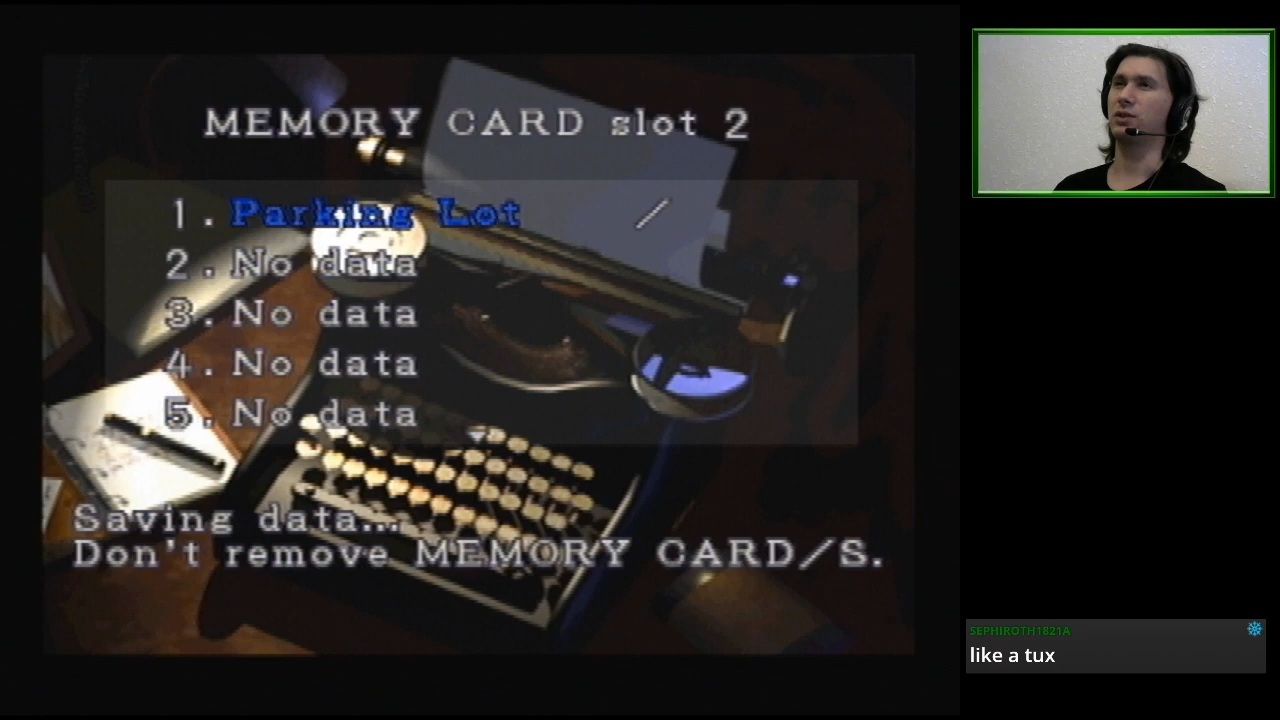 MEMORY CARD slot 2
1. Parking Lot /
2. No data
3. No data
4. No data
5. No data
Saving data...
Don't remove MEMORY CARD/S.
SEPHIROTH1821A
like a tux